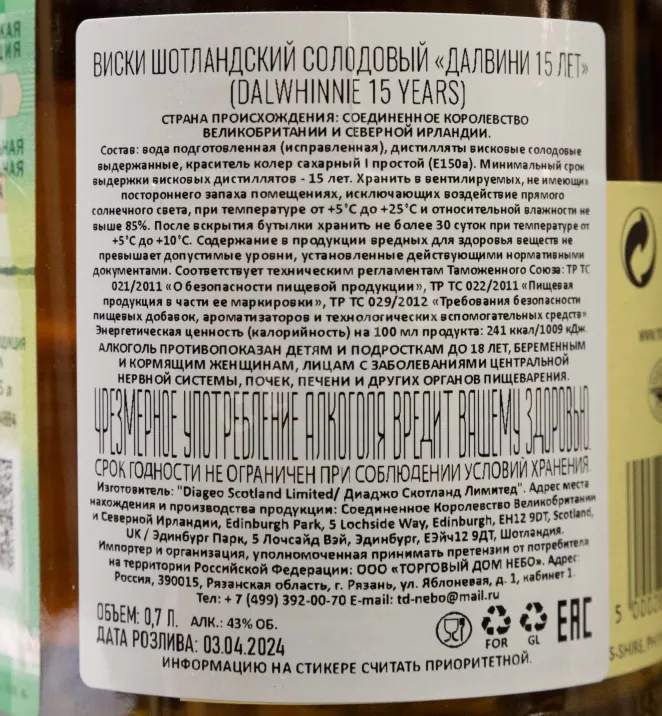 ВИСКИ ШОТЛАНДСКИЙ СОЛОДОВЫЙ «ДАЛВИНИ 15 ЛЕТ»
(DALWHINNIE 15 YEARS)
СТРАНА ПРОИСХОЖДЕНИЯ: СОЕДИНЕННОЕ КОРОЛЕВСТВО
ВЕЛИКОБРИТАНИИ И СЕВЕРНОЙ ИРЛАНДИИ.
Состав: вода подготовленная (исправленная), дистилляты висковые солодовые
выдержанные, краситель колер сахарный I простой (Е150а). Минимальный срок
выдержки висковых дистиллятов - 15 лет. Хранить в вентилируемых, не имеющих
постороннего запаха помещениях, исключающих воздействие прямого
солнечного света, при температуре от +5°С до +25°С и относительной влажности не
выше 85%. После вскрытия бутылки хранить не более 30 суток при температуре от
+5°С до +10°С. Содержание в продукции вредных для здоровья веществ не
превышает допустимые уровни, установленные действующими нормативными
документами. Соответствует техническим регламентам Таможенного Союза: ТР ТС
021/2011 «О безопасности пищевой продукции», ТР ТС 022/2011 «Пищевая
продукция в части ее маркировки», ТР ТС 029/2012 «Требования безопасности
пищевых добавок, ароматизаторов и технологических вспомогательных средств»
Энергетическая ценность (калорийность) на 100 мл продукта: 241 ккал/1009 кДж.
АЛКОГОЛЬ ПРОТИВОПОКАЗАН ДЕТЯМ И ПОДРОСТКАМ ДО 18 ЛЕТ, БЕРЕМЕННЫМ
И КОРМЯЩИМ ЖЕНЩИНАМ, ЛИЦАМ С ЗАБОЛЕВАНИЯМИ ЦЕНТРАЛЬНОЙ
НЕРВНОЙ СИСТЕМЫ, ПОЧЕК, ПЕЧЕНИ И ДРУГИХ ОРГАНОВ ПИЩЕВАРЕНИЯ.
ЧРЕЗМЕРНОЕ УПОТРЕБЛЕНИЕ АЛКОГОЛЯ ВРЕДИТ ВАШЕМУ ЗДОРОВЬЮ
СРОК ГОДНОСТИ НЕ ОГРАНИЧЕН ПРИ СОБЛЮДЕНИИ УСЛОВИЙ ХРАНЕНИЯ.
Изготовитель: "Diageo Scotland Limited/ Диаджо Скотланд Лимитед". Адрес места
нахождения и производства продукции: Соединенное Королевство Великобритании
и Северной Ирландии, Edinburgh Park, 5 Lochside Way, Edinburgh, EH12 9DT, Scotland,
UK / Эдинбург Парк, 5 Лочсайд Вэй, Эдинбург, ЕЭйч12 9ДТ, Шотландия.
Импортер и организация, уполномоченная принимать претензии от потребителя
на территории Российской Федерации: ООО «ТОРГОВЫЙ ДОМ НЕБО». Адрес:
Россия, 390015, Рязанская область, г. Рязань, ул. Яблоневая, д. 1, кабинет 1.
Тел: + 7 (499) 392-00-70 E-mail: td-nebo@mail.ru
ОБЪЕМ: 0,7 Л. АЛК.: 43% ОБ.
ДАТА РОЗЛИВА: 03.04.2024
FOR GL EAC
ИНФОРМАЦИЮ НА СТИКЕРЕ СЧИТАТЬ ПРИОРИТЕТНОЙ.